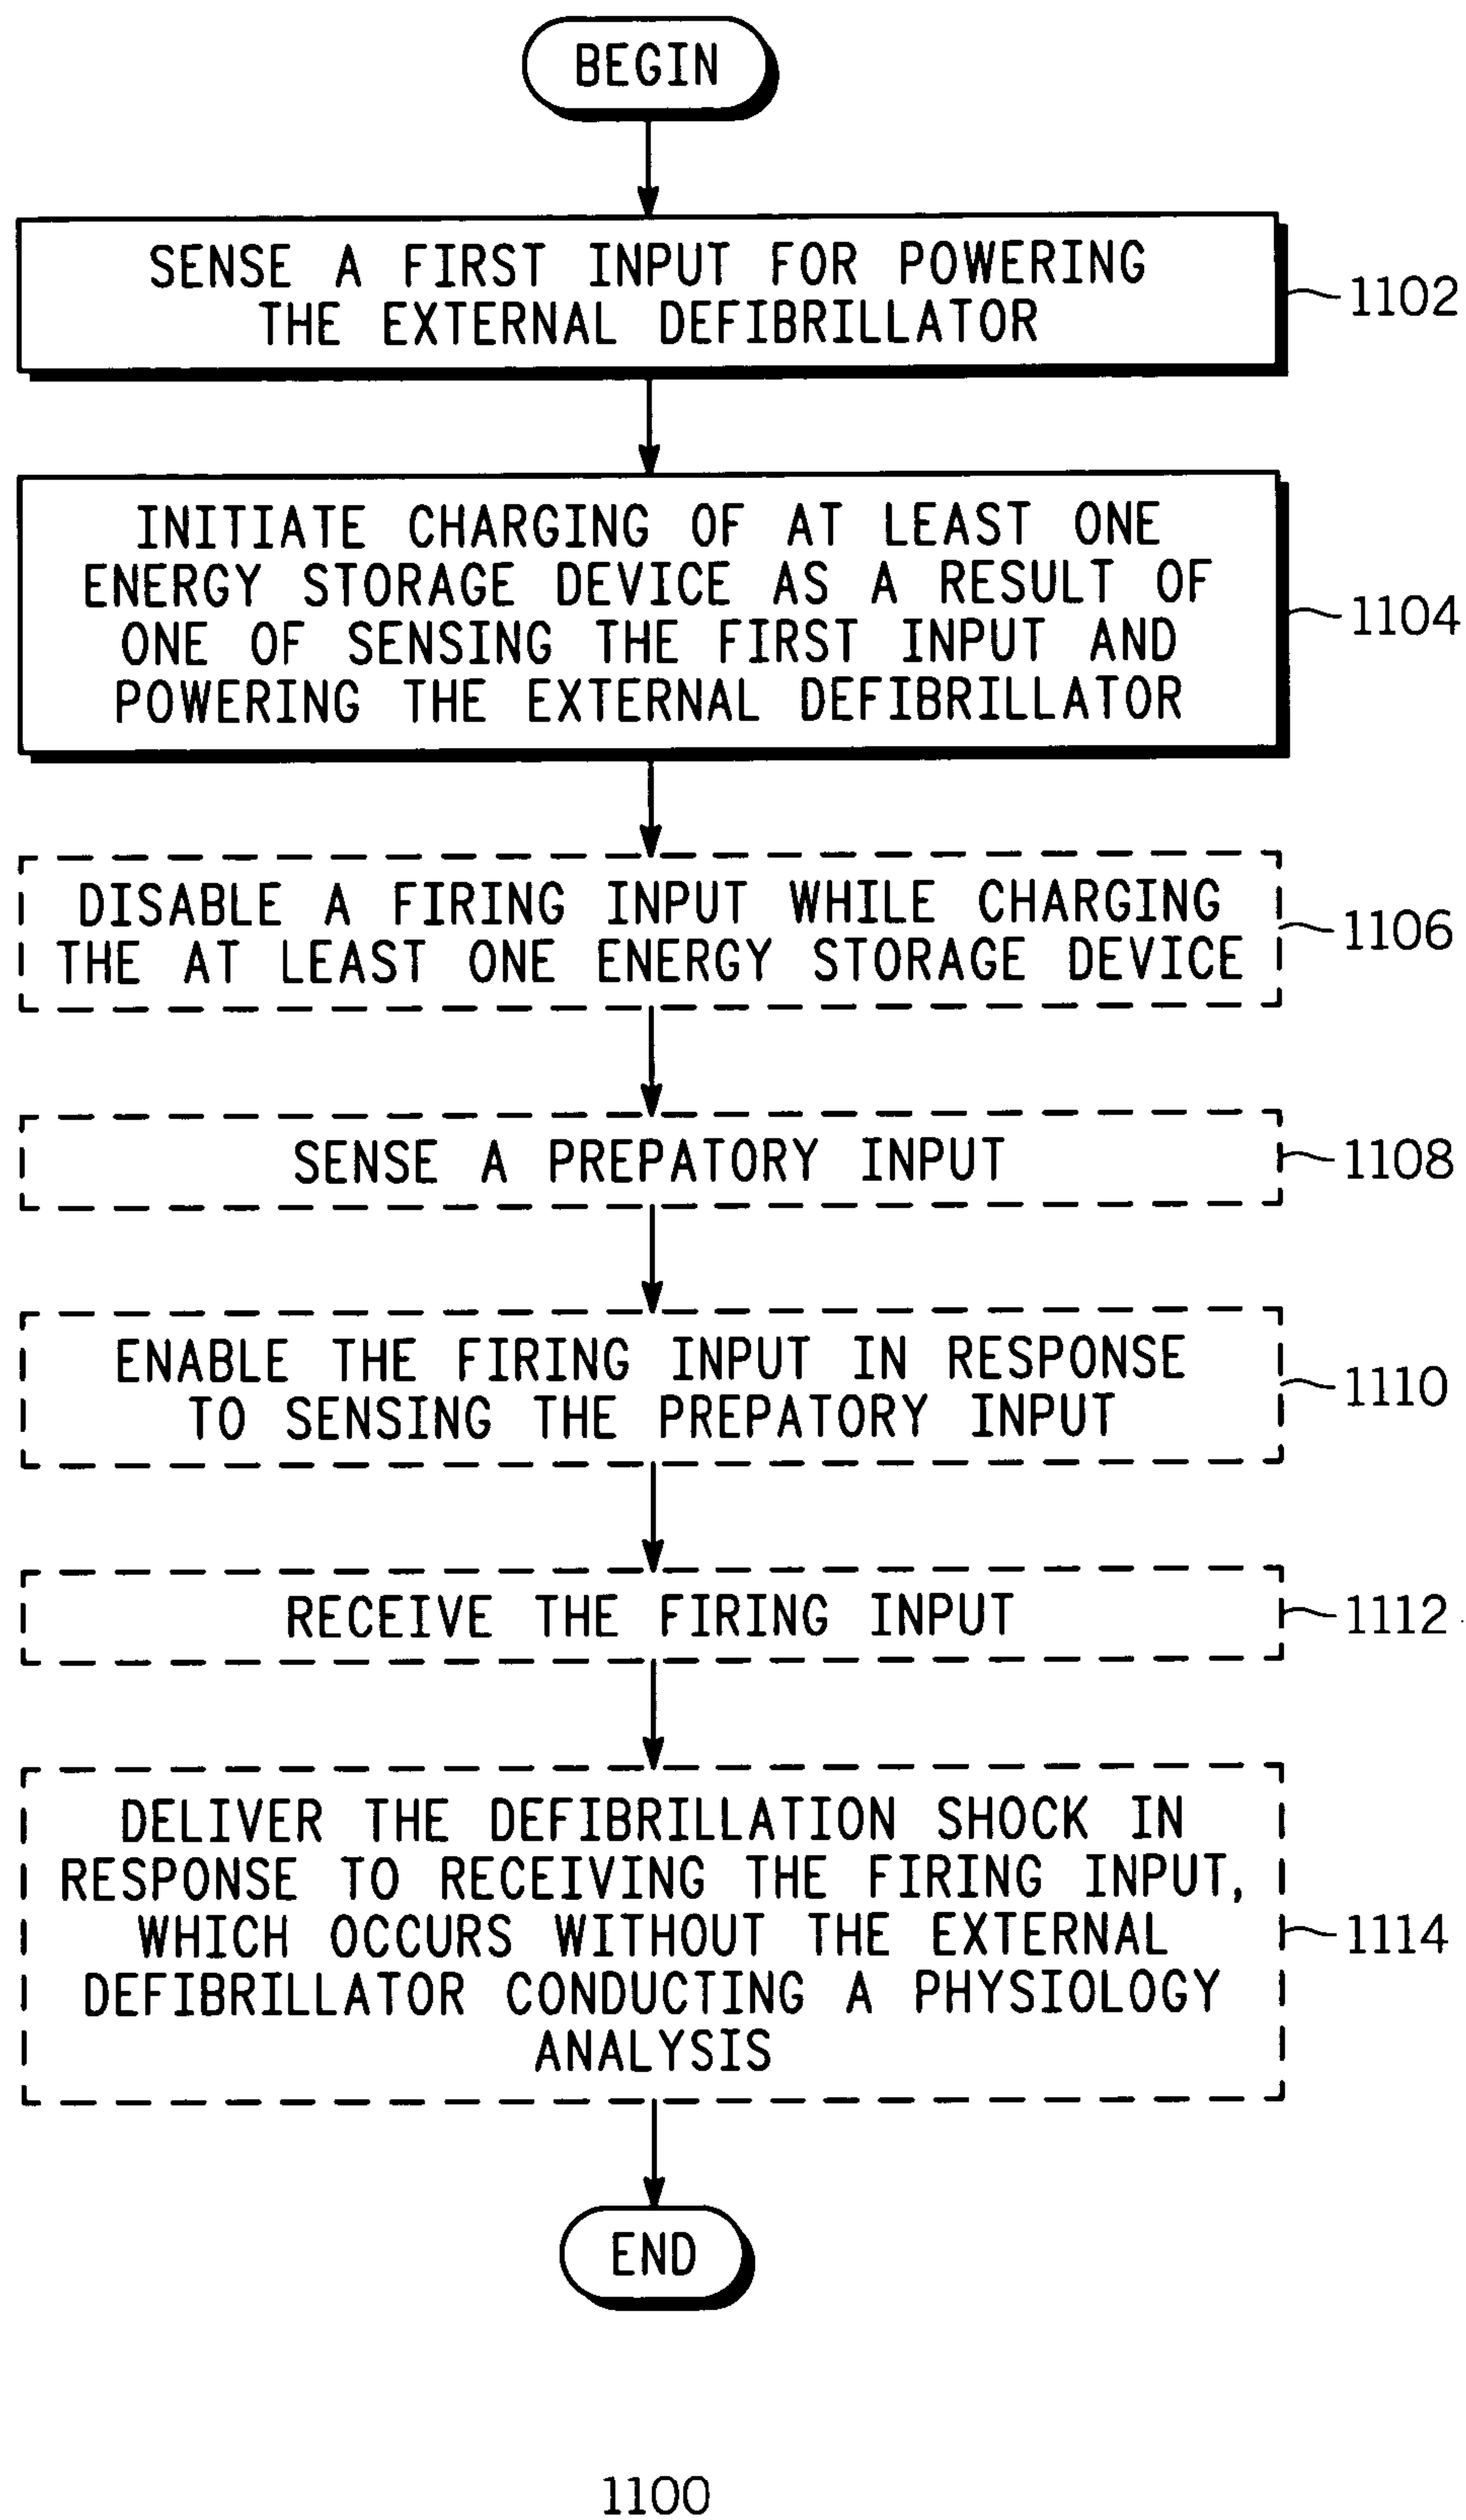 BEGIN
SENSE A FIRST INPUT FOR POWERING
THE EXTERNAL DEFIBRILLATOR
1102
INITIATE CHARGING OF AT LEAST ONE
ENERGY STORAGE DEVICE AS A RESULT OF
ONE OF SENSING THE FIRST INPUT AND
POWERING THE EXTERNAL DEFIBRILLATOR
1104
DISABLE A FIRING INPUT WHILE CHARGING
THE AT LEAST ONE ENERGY STORAGE DEVICE
1106
SENSE A PREPATORY INPUT
1108
ENABLE THE FIRING INPUT IN RESPONSE
TO SENSING THE PREPATORY INPUT
1110
RECEIVE THE FIRING INPUT
1112
DELIVER THE DEFIBRILLATION SHOCK IN
RESPONSE TO RECEIVING THE FIRING INPUT,
WHICH OCCURS WITHOUT THE EXTERNAL
DEFIBRILLATOR CONDUCTING A PHYSIOLOGY
ANALYSIS
1114
END
1100